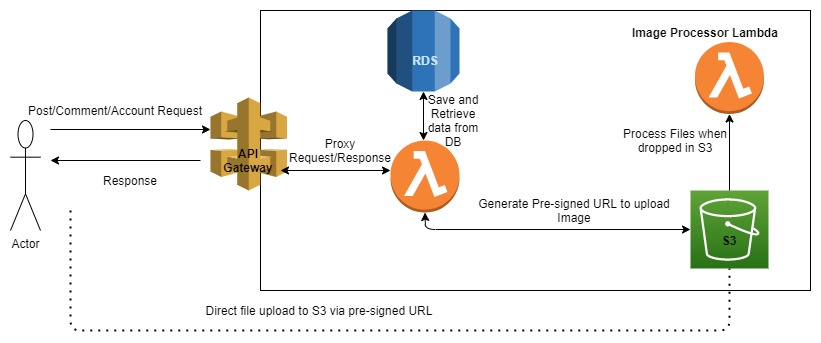 RDS
Image Processor Lambda
Post/Comment/Account Request
Save and
Retrieve
data from
DB
Process Files when
dropped in S3
API
Gateway
Proxy
Request/Response
Response
Generate Pre-signed URL to upload
Image
S3
Actor
Direct file upload to S3 via pre-signed URL